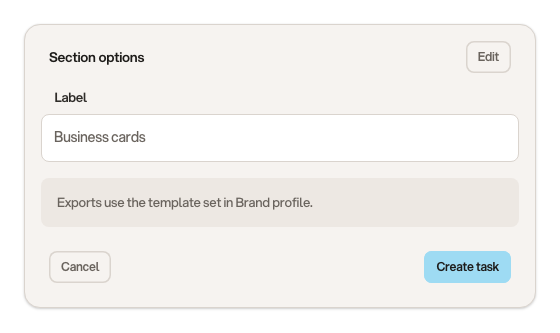 Section options
Edit
Label
Business cards
Exports use the template set in Brand profile.
Cancel
Create task